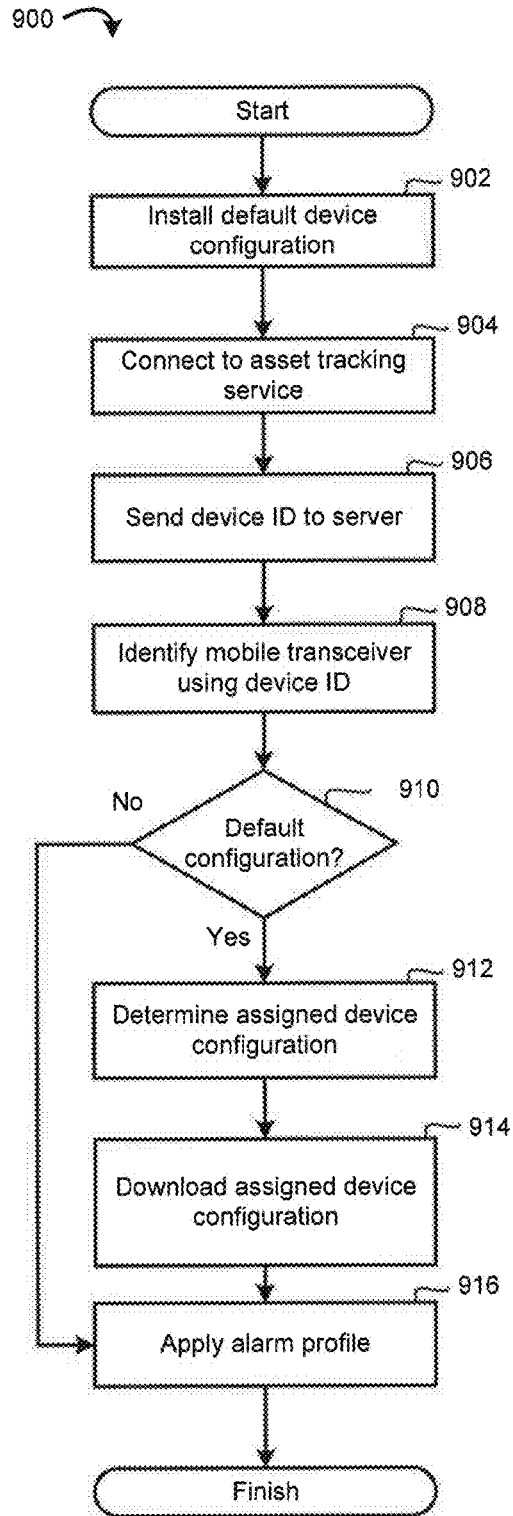 900
Start
902
Install default device
configuration
904
Connect to asset tracking
service
906
Send device ID to server
908
Identify mobile transceiver
using device ID
910
No
Default
configuration?
Yes
912
Determine assigned device
configuration
914
Download assigned device
configuration
916
Apply alarm profile
Finish